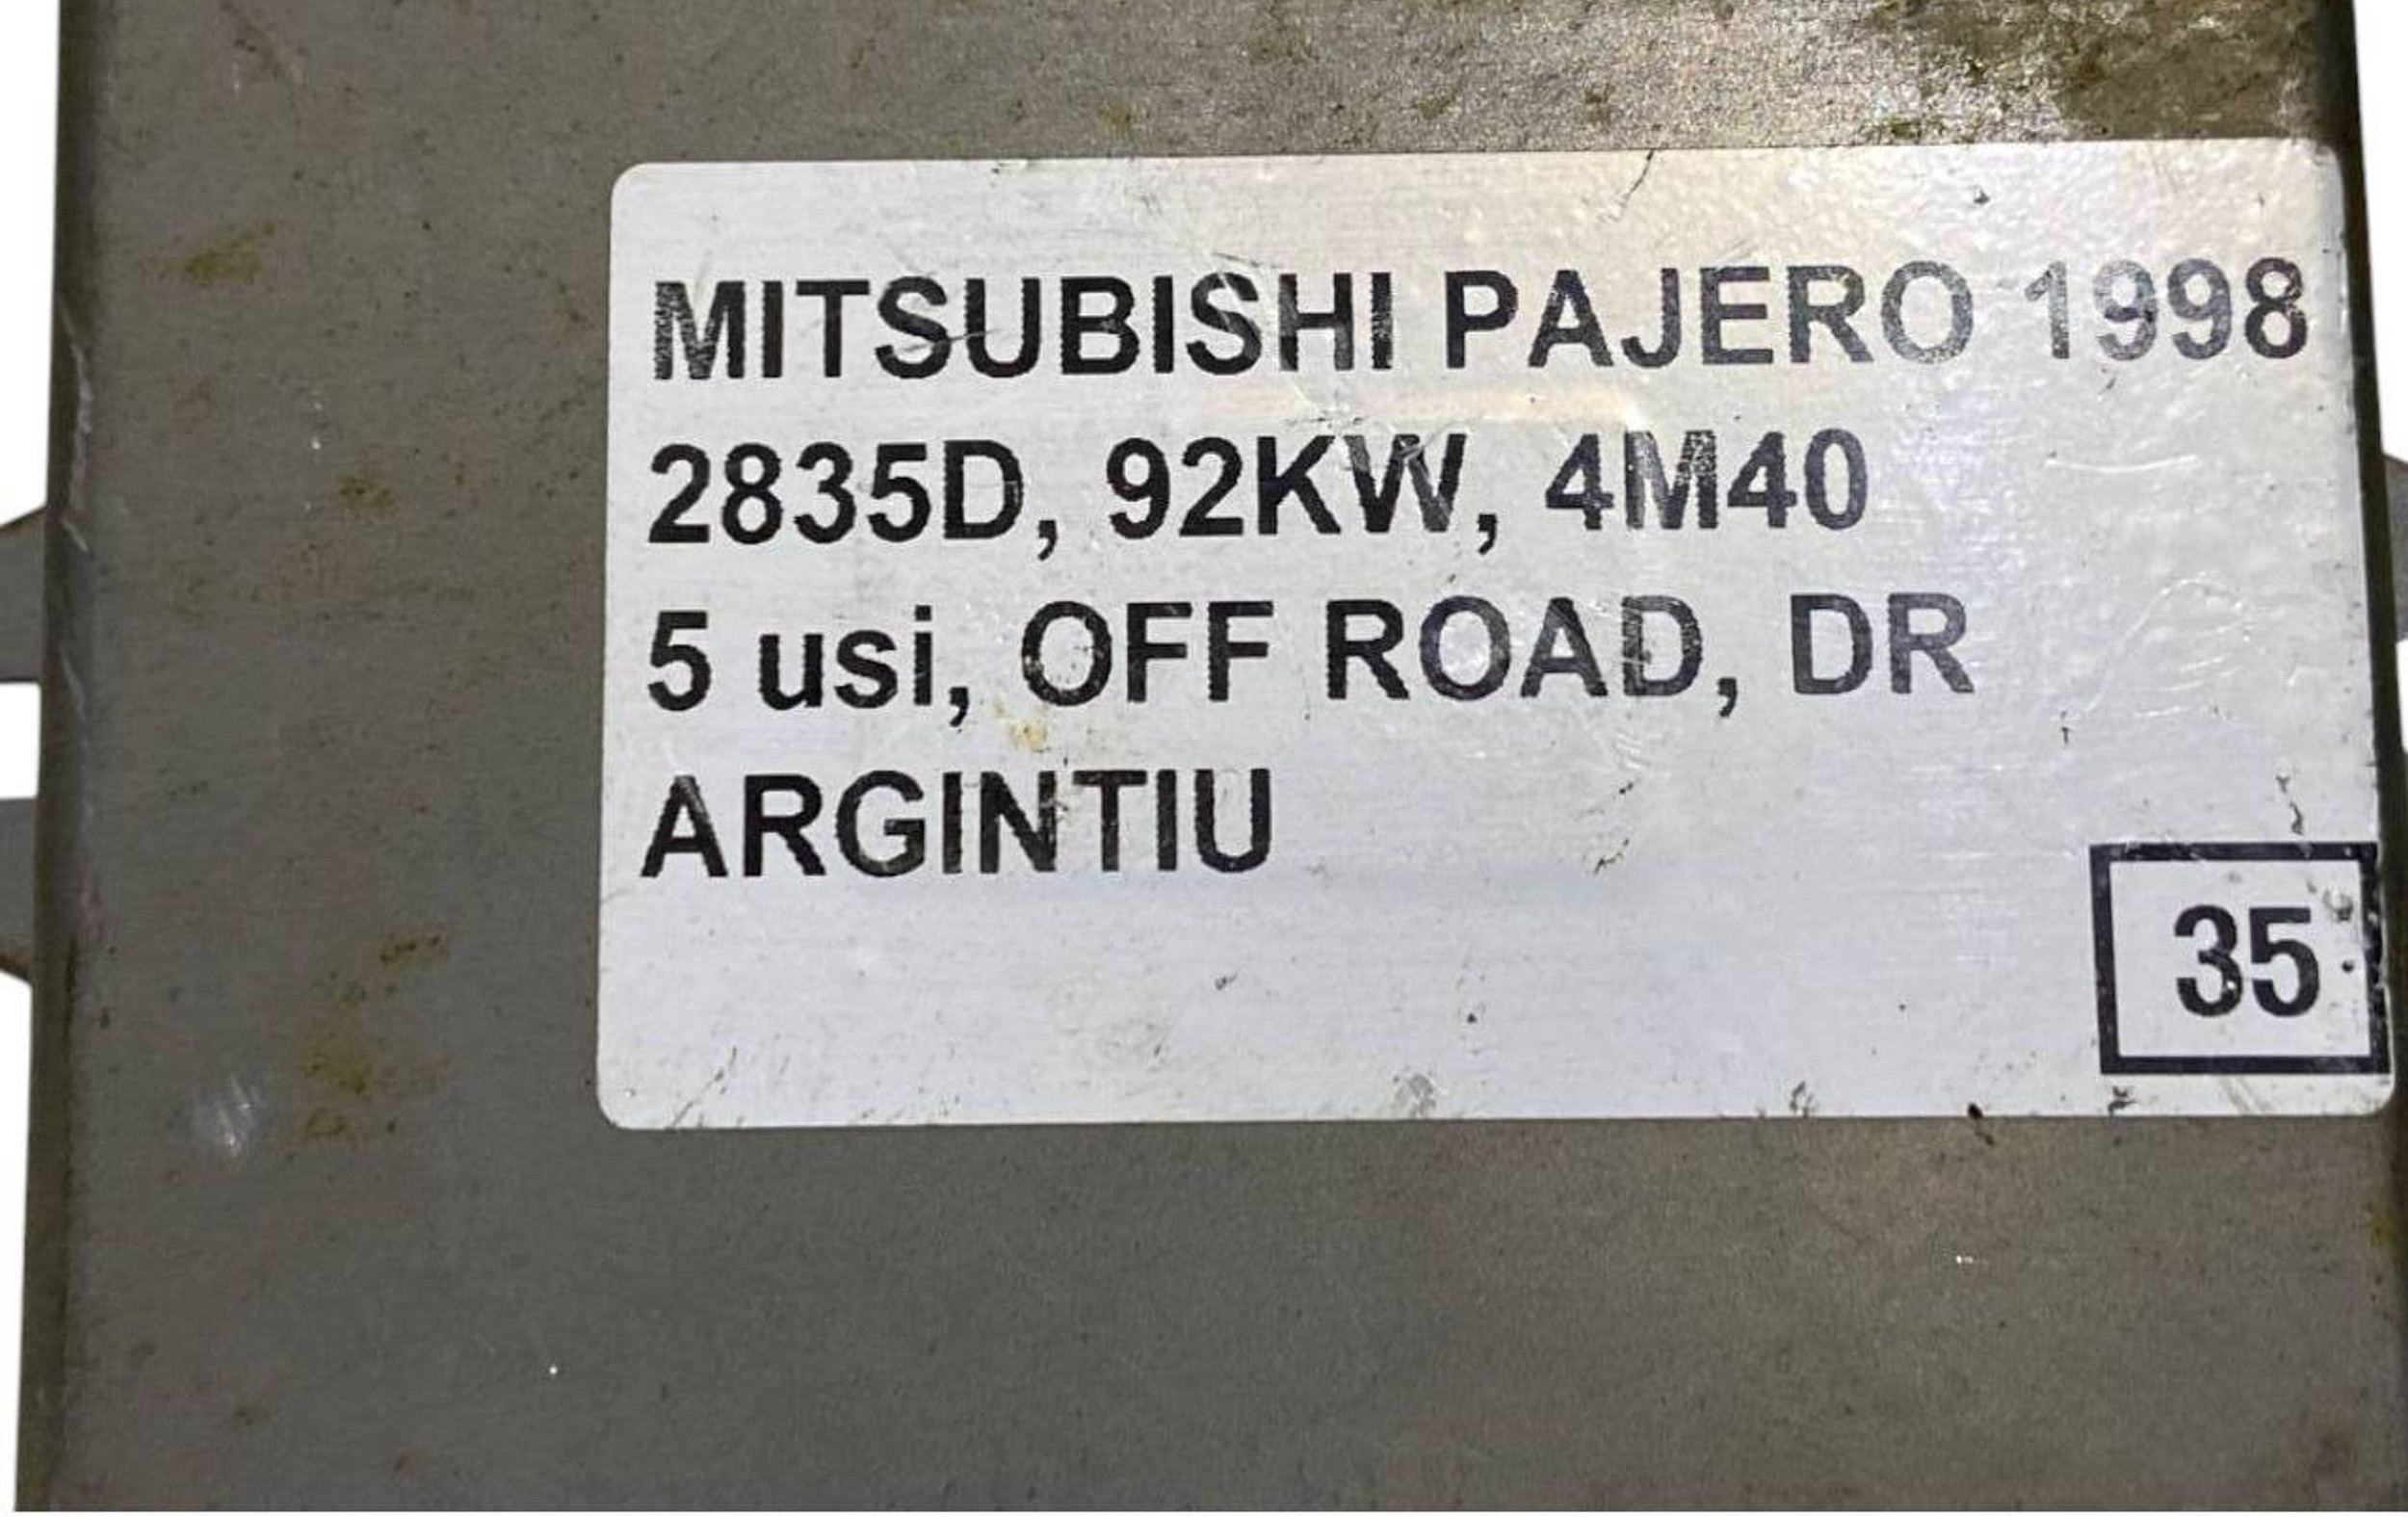 MITSUBISHI PAJERO 1998
2835D, 92KW, 4M40
5 usi, OFF ROAD, DR
ARGINTIU
35